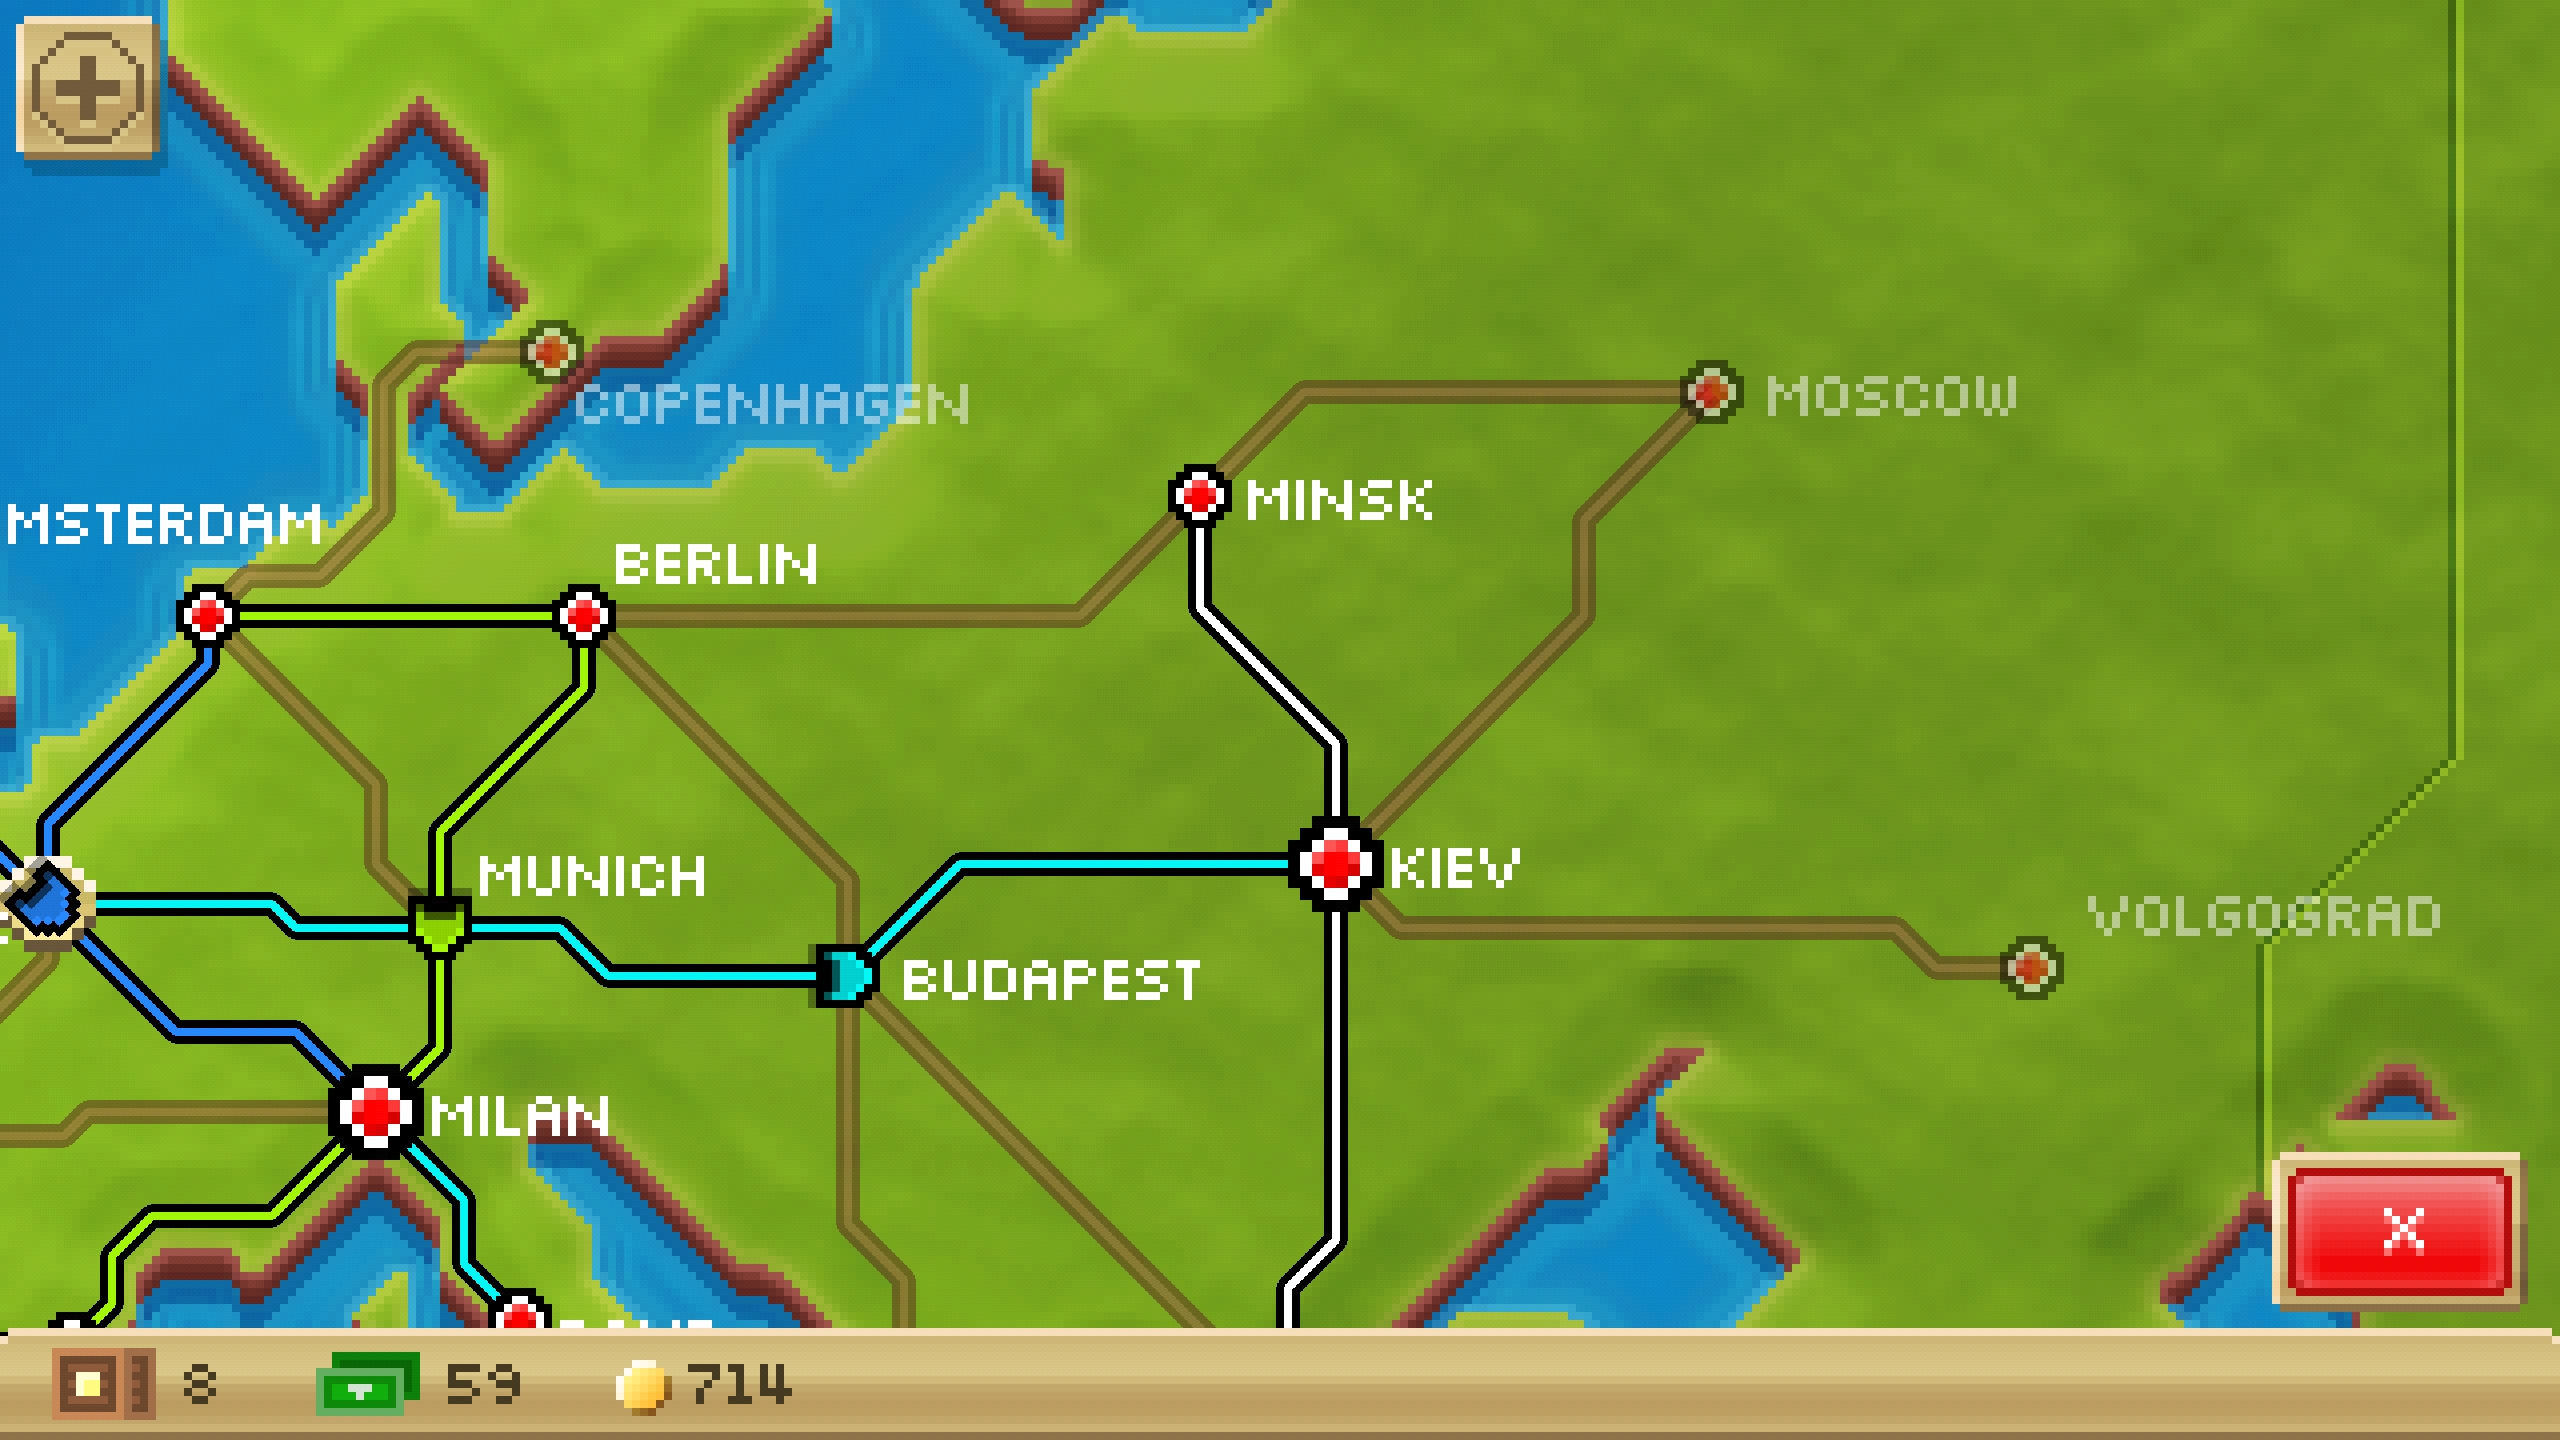 COPENHAGEN
MOSCOW
MINSK
MSTERDAM
BERLIN
MUNICH
KIEV
VOLGOGRAD
BUDAPEST
MILAN
X
8 59 714